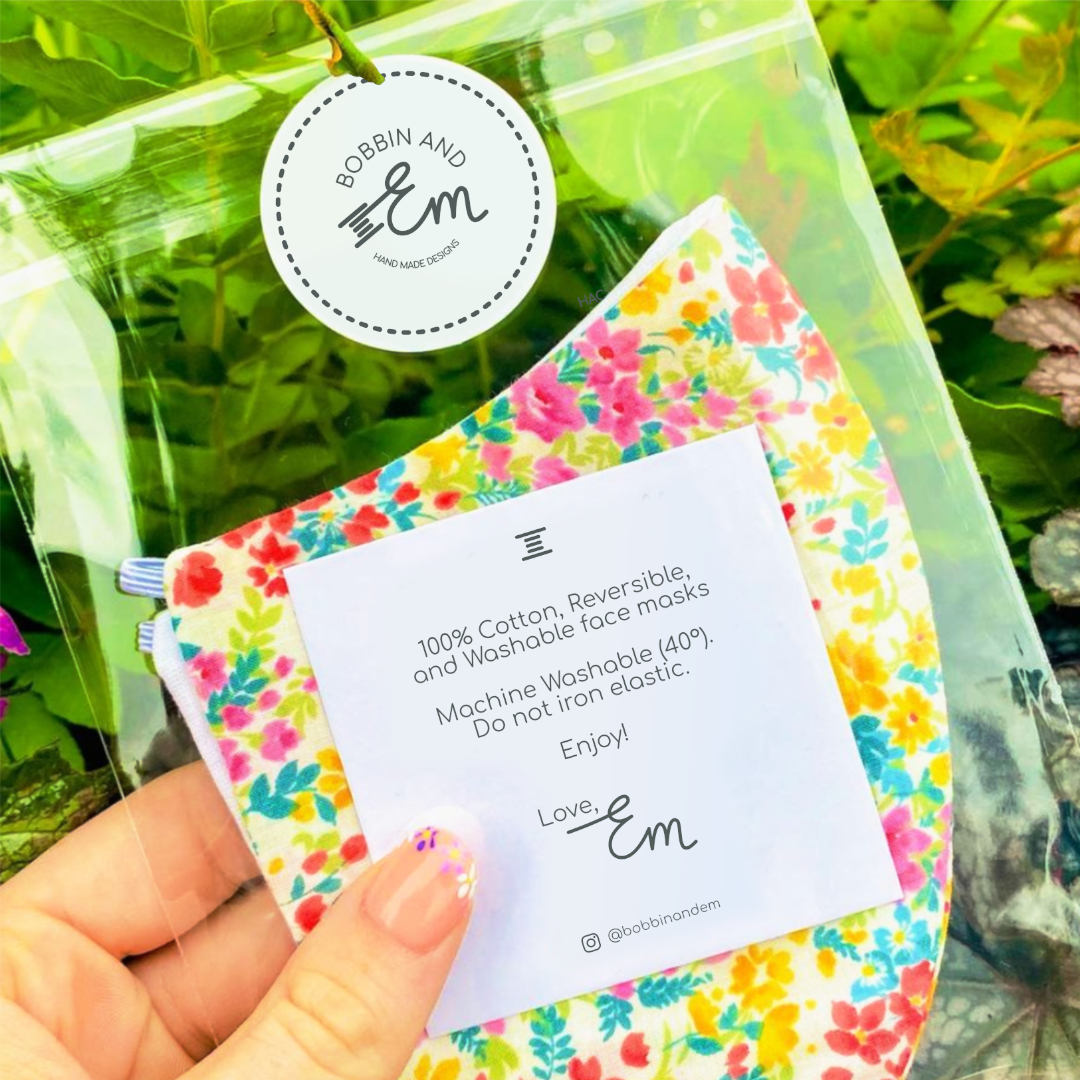 BOBBIN AND
Em
HAND MADE DESIGNS
100% Cotton, Reversible,
and Washable face masks
Machine Washable (40°).
Do not iron elastic.
Enjoy!
Love,
Em
@bobbinandem